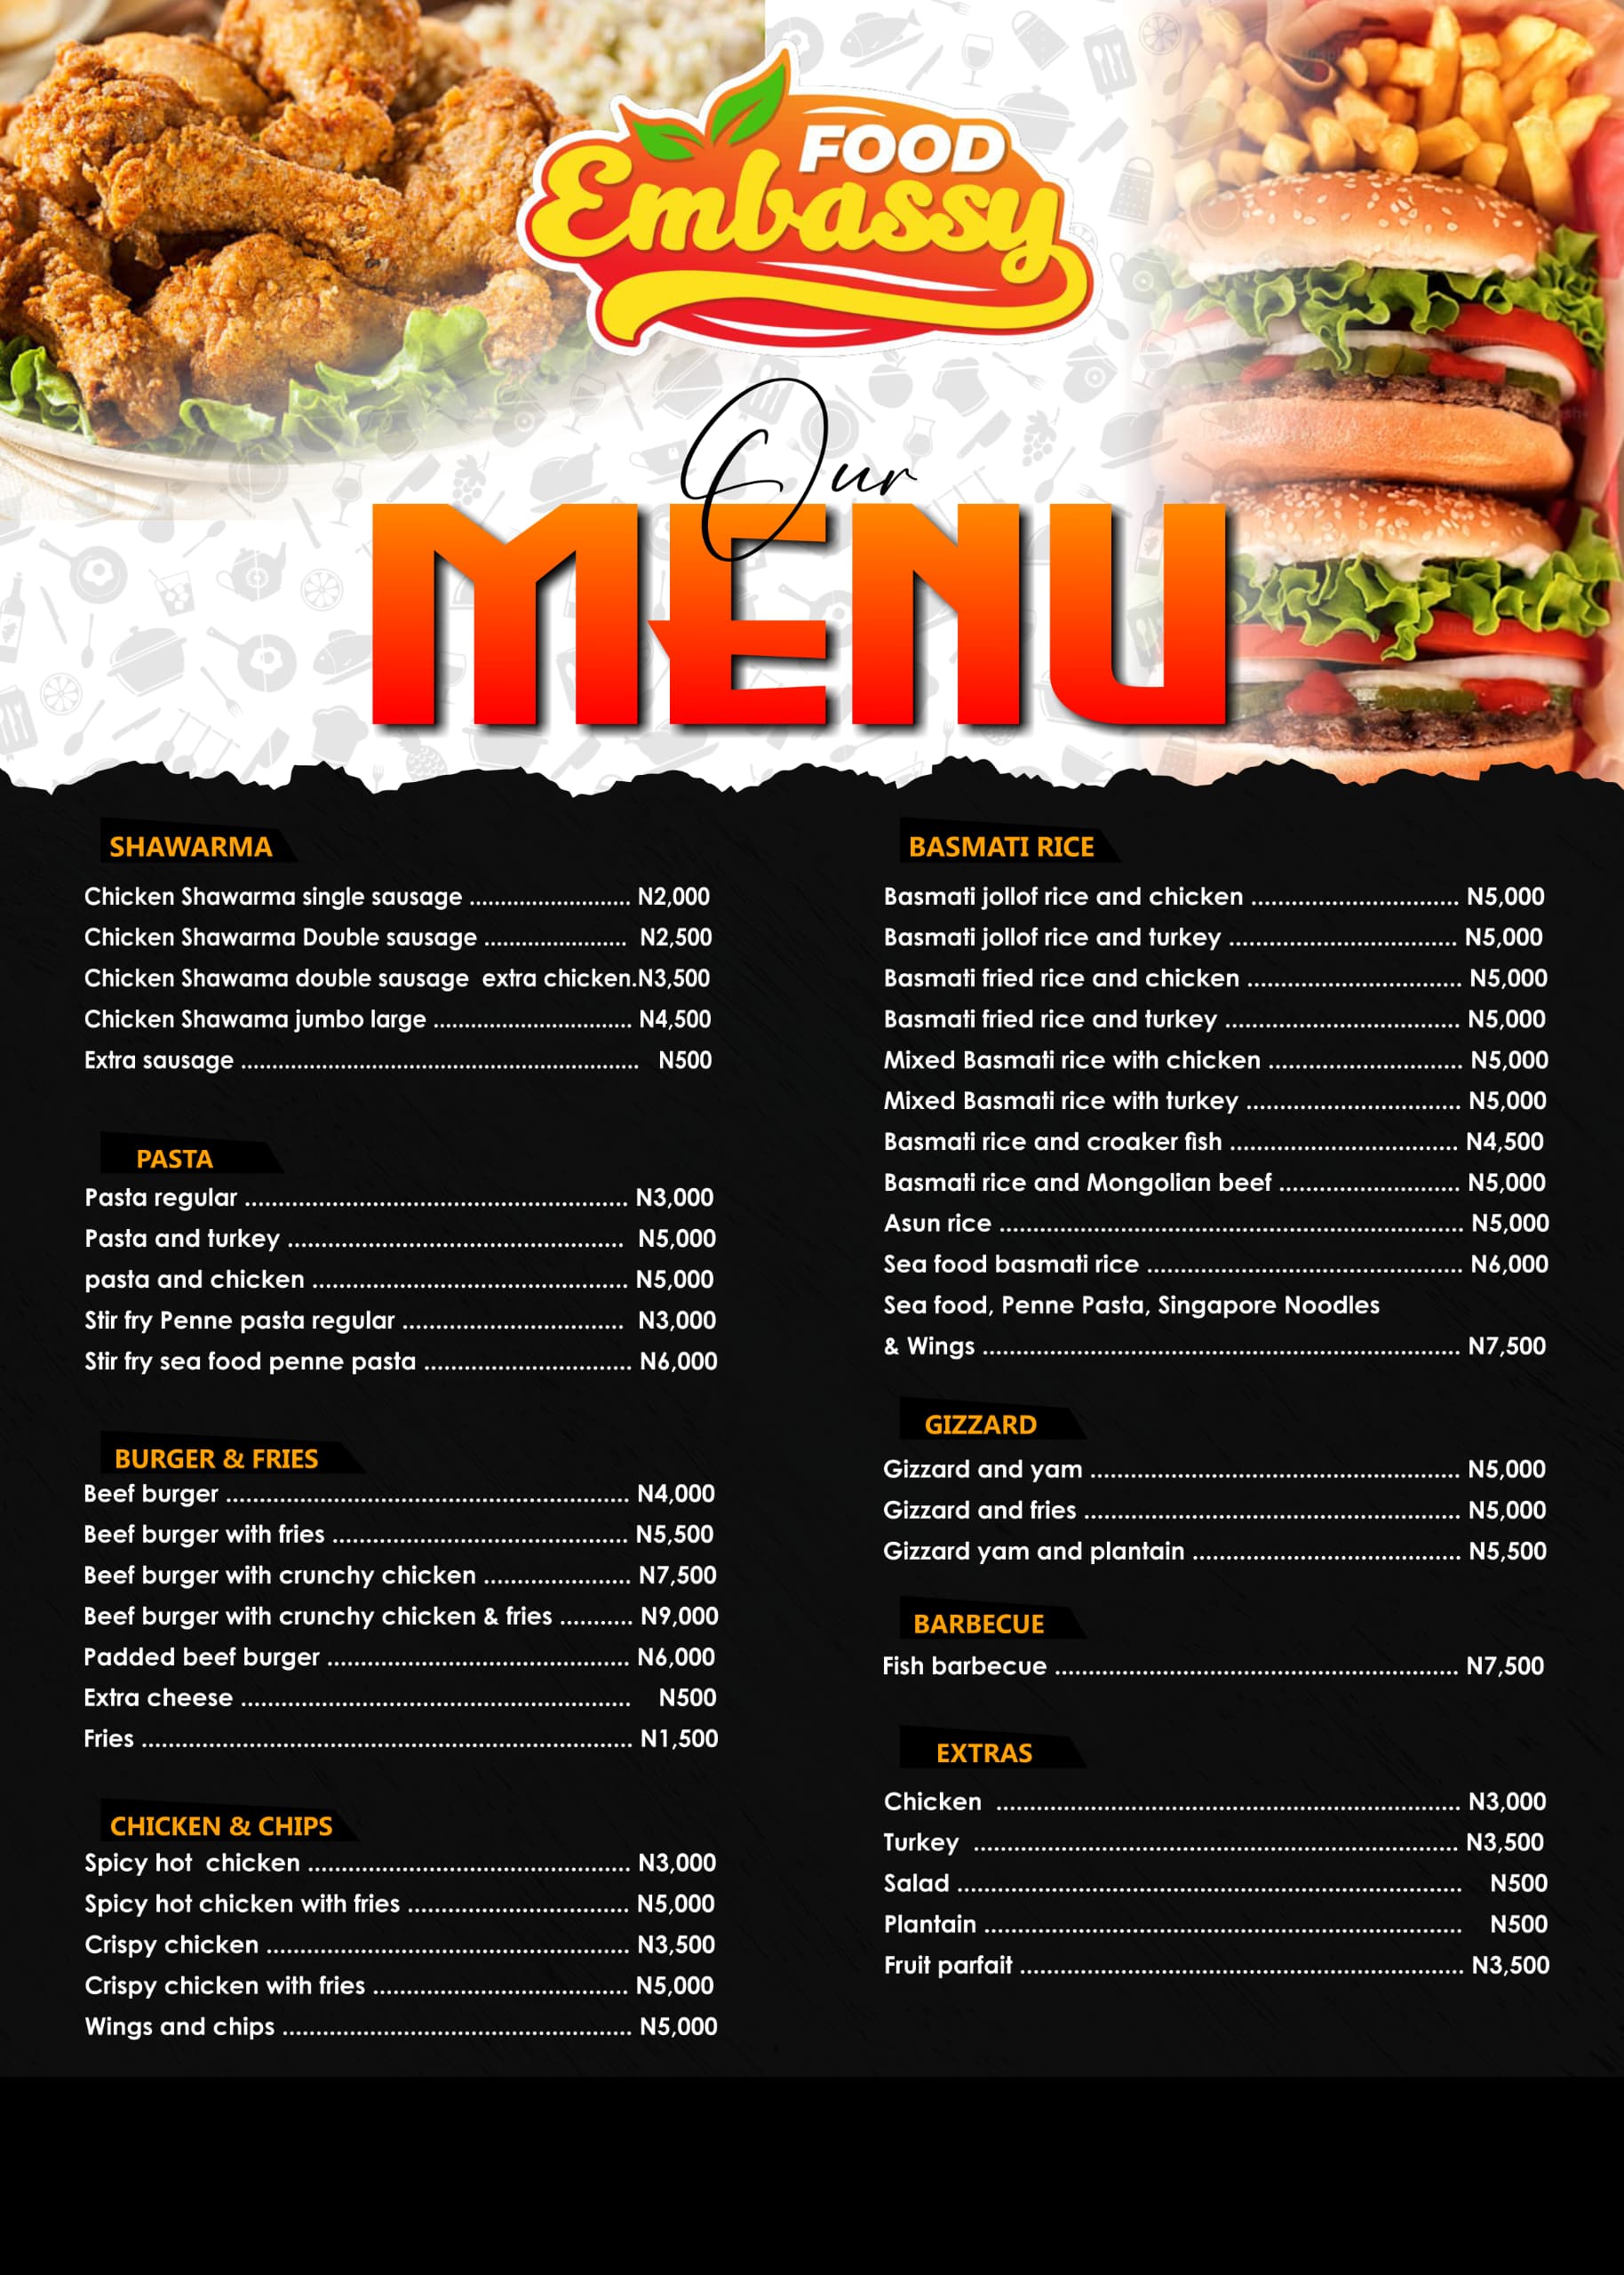 FOOD
Embassy
Our
MENU
SHAWARMA
Chicken Shawarma single sausage ........................... N2,000
Chicken Shawarma Double sausage ........................ N2,500
Chicken Shawama double sausage extra chicken.N3,500
Chicken Shawama jumbo large ................................. N4,500
Extra sausage .................................................................. N500
PASTA
Pasta regular ................................................................ N3,000
Pasta and turkey ........................................................ N5,000
pasta and chicken ..................................................... N5,000
Stir fry Penne pasta regular ..................................... N3,000
Stir fry sea food penne pasta ................................... N6,000
BURGER & FRIES
Beef burger ................................................................... N4,000
Beef burger with fries ................................................. N5,500
Beef burger with crunchy chicken ......................... N7,500
Beef burger with crunchy chicken & fries ........... N9,000
Padded beef burger .................................................. N6,000
Extra cheese ................................................................. N500
Fries .................................................................................. N1,500
CHICKEN & CHIPS
Spicy hot chicken ...................................................... N3,000
Spicy hot chicken with fries ..................................... N5,000
Crispy chicken ............................................................. N3,500
Crispy chicken with fries ........................................... N5,000
Wings and chips .......................................................... N5,000
BASMATI RICE
Basmati jollof rice and chicken .................................. N5,000
Basmati jollof rice and turkey ...................................... N5,000
Basmati fried rice and chicken ................................... N5,000
Basmati fried rice and turkey ....................................... N5,000
Mixed Basmati rice with chicken ................................ N5,000
Mixed Basmati rice with turkey .................................... N5,000
Basmati rice and croaker fish ...................................... N4,500
Basmati rice and Mongolian beef .............................. N5,000
Asun rice ............................................................................. N5,000
Sea food basmati rice ..................................................... N6,000
Sea food, Penne Pasta, Singapore Noodles
& Wings ................................................................................ N7,500
GIZZARD
Gizzard and yam .............................................................. N5,000
Gizzard and fries ............................................................... N5,000
Gizzard yam and plantain ............................................. N5,500
BARBECUE
Fish barbecue .................................................................... N7,500
EXTRAS
Chicken .............................................................................. N3,000
Turkey ................................................................................. N3,500
Salad .................................................................................... N500
Plantain ............................................................................... N500
Fruit parfait .......................................................................... N3,500